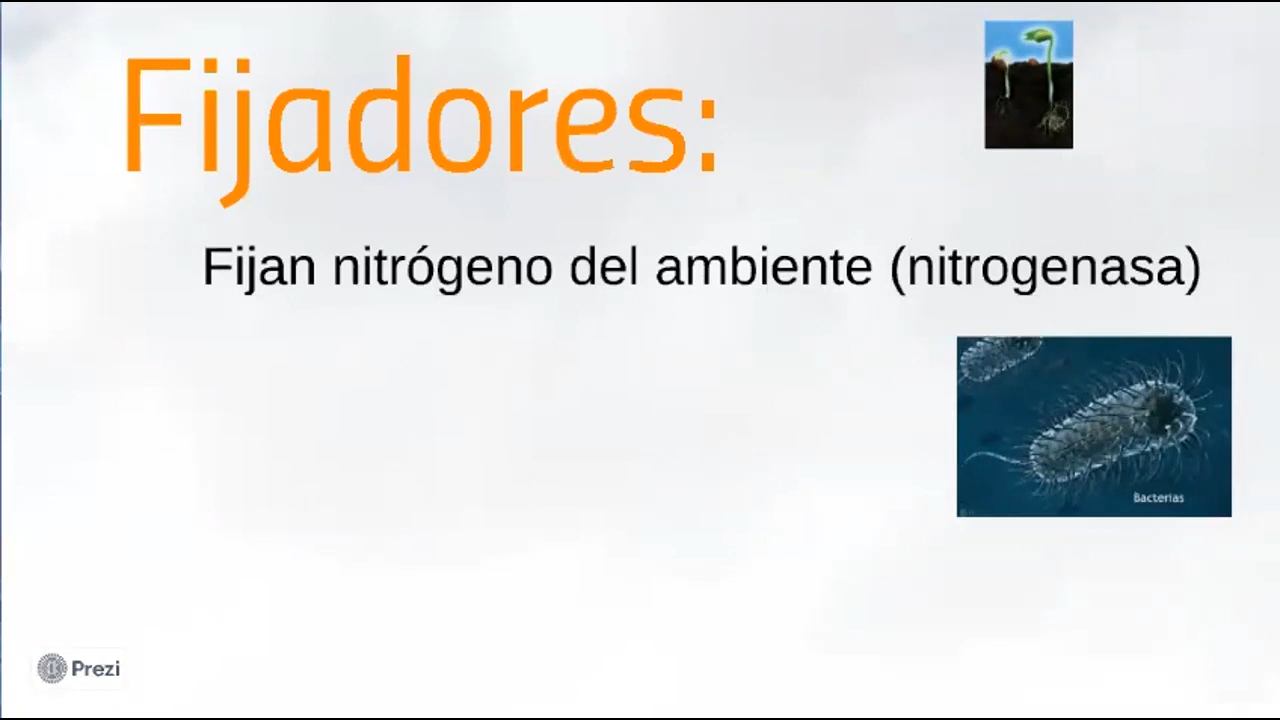 Fijadores:
Fijan nitrógeno del ambiente (nitrogenasa)
Bacterias
Prezi